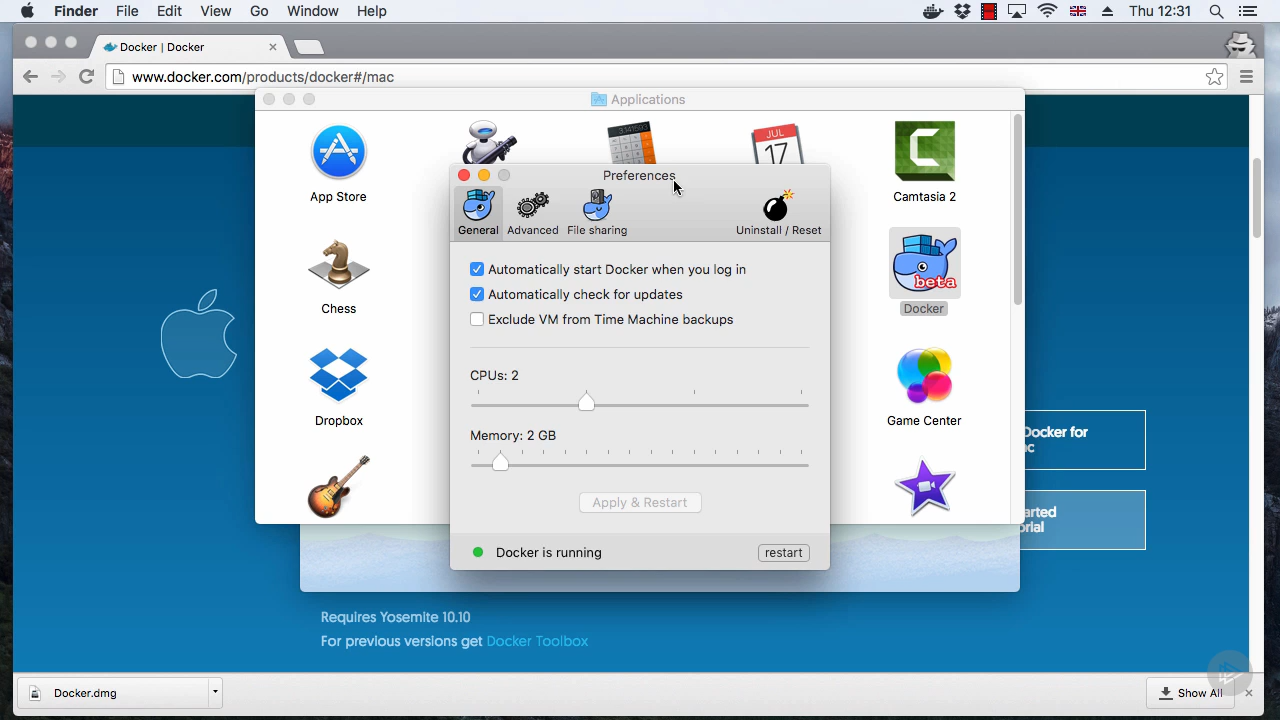 Finder File Edit View Go Window Help Thu 12:31
Docker | Docker
www.docker.com/products/docker#/mac
Applications
3.141593
JUL
17
App Store
Camtasia 2
Preferences
General Advanced File sharing Uninstall / Reset
Automatically start Docker when you log in
Automatically check for updates
Exclude VM from Time Machine backups
beta
Chess
Docker
CPUs: 2
Memory: 2 GB
Dropbox
Game Center
Docker for
c
Apply & Restart
arted
orial
Docker is running restart
Requires Yosemite 10.10
For previous versions get Docker Toolbox
Docker.dmg
Show All